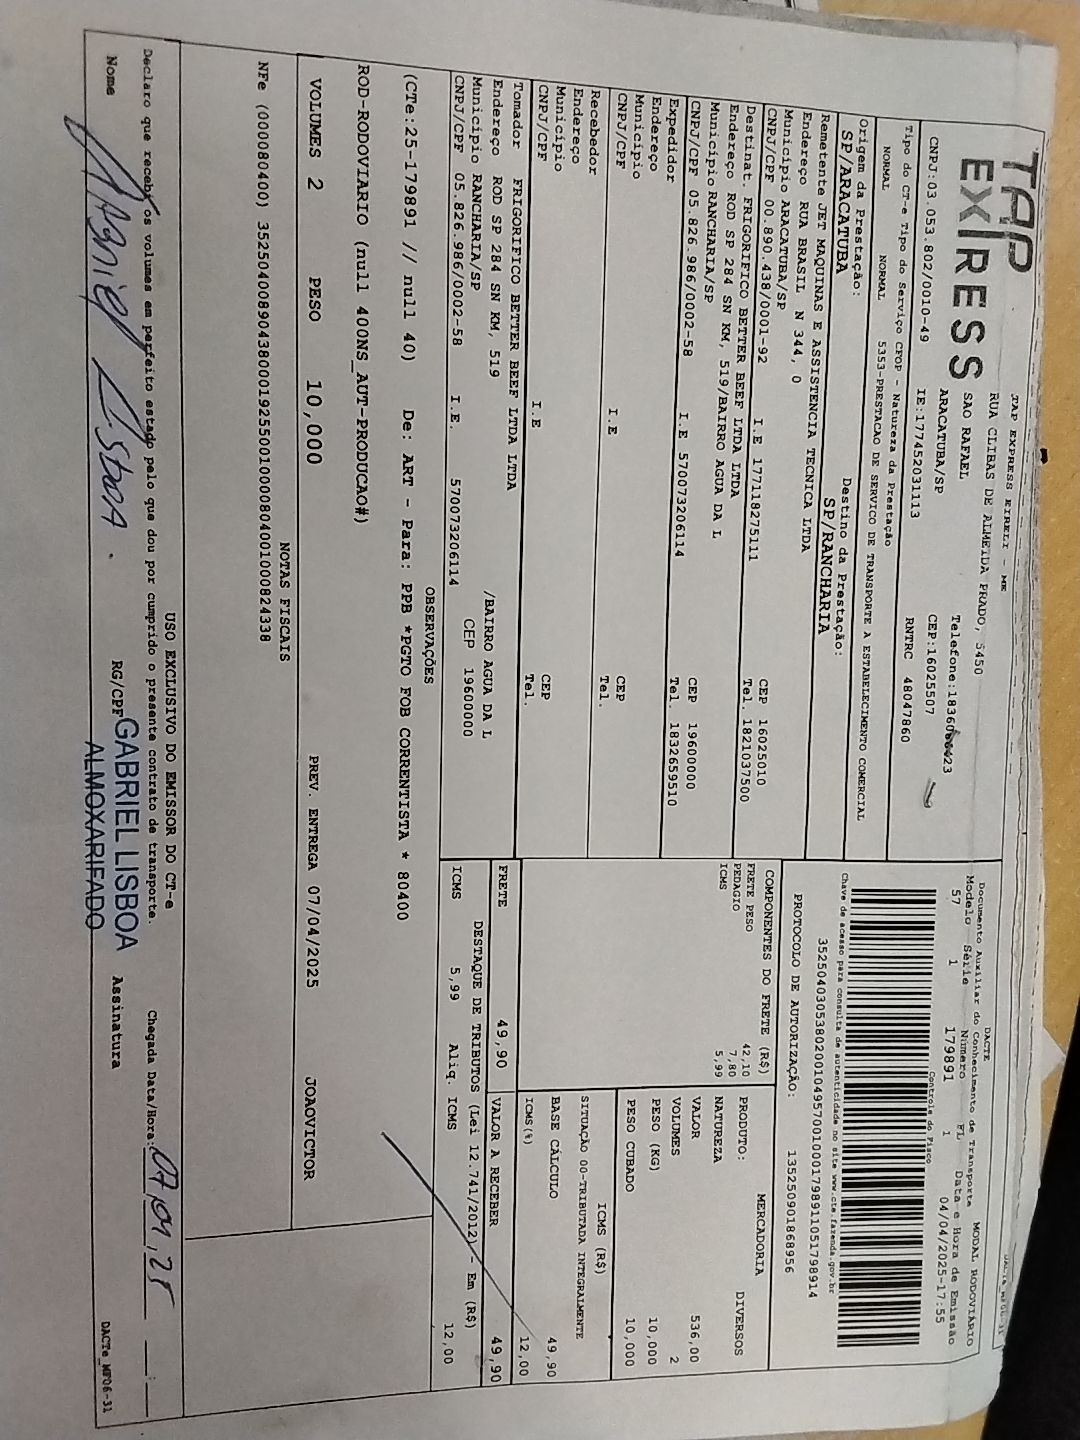 TAP
EXPRESS
TAP EXPRESS EIRELI - ME
RUA CLIBAS DE ALMEIDA PRADO, 5450
SAO RAFAEL
ARACATUBA/SP
CNPJ:03.053.802/0010-49 IE:177452031113 CEP:16025507
RNTRC 48047860
Tipo do CT-e Tipo do Serviço CFOP - Natureza da Prestação
NORMAL NORMAL 5353-PRESTACAO DE SERVICO DE TRANSPORTE A ESTABELECIMENTO COMERCIAL
Origem da Prestação: Destino da Prestação:
SP/ARACATUBA SP/RANCHARIA
Remetente JET MAQUINAS E ASSISTENCIA TECNICA LTDA
Endereço RUA BRASIL N 344, 0
Município ARACATUBA/SP CEP 16025010
CNPJ/CPF 00.890.438/0001-92 I.E 177118275111 Tel. 1821037500
Destinat. FRIGORIFICO BETTER BEEF LTDA LTDA
Endereço ROD SP 284 SN KM, 519/BAIRRO AGUA DA L
Município RANCHARIA/SP CEP 19600000
CNPJ/CPF 05.826.986/0002-58 I.E 570073206114 Tel. 1832659510
Expedidor
Endereço
Município CEP
CNPJ/CPF I.E Tel.
Recebedor
Endereço
Município CEP
CNPJ/CPF I.E Tel.
Tomador FRIGORIFICO BETTER BEEF LTDA LTDA
Endereço ROD SP 284 SN KM, 519 /BAIRRO AGUA DA L
Município RANCHARIA/SP CEP 19600000
CNPJ/CPF 05.826.986/0002-58 I.E. 570073206114
DACTE MODAL RODOVIÁRIO
Documento Auxiliar do Conhecimento de Transporte
Modelo Série Número FL Data e Hora de Emissão
57 1 179891 1 04/04/2025-17:55
Controle do Fisco
Chave de acesso para consulta de autenticidade no site www.cte.fazenda.gov.br
35250403053802001049570010001798911051798914
PROTOCOLO DE AUTORIZAÇÃO: 135250901868956
COMPONENTES DO FRETE (R$)
FRETE PESO 42,10
PEDAGIO 7,80
ICMS 5,99
MERCADORIA
PRODUTO: DIVERSOS
NATUREZA
VALOR 536,00
VOLUMES 2
PESO (KG) 10,000
PESO CUBADO 10,000
ICMS (R$)
SITUAÇÃO 00-TRIBUTADA INTEGRALMENTE
BASE CÁLCULO 49,90
ICMS(%) 12,00
FRETE 49,90 VALOR A RECEBER 49,90
DESTAQUE DE TRIBUTOS (Lei 12.741/2012) - Em (R$)
ICMS 5,99 Aliq. ICMS 12,00
OBSERVAÇÕES
(CTe:25-179891 // null 40) De: ART - Para: PPB *PGTO FOB CORRENTISTA * 80400
ROD-RODOVIARIO (null 400NS_AUT-PRODUCAO#)
VOLUMES 2 PESO 10,000 PREV. ENTREGA 07/04/2025 JOAOVICTOR
NOTAS FISCAIS
NFe (000080400) 35250400890438000192550010000804001000824338
USO EXCLUSIVO DO EMISSOR DO CT-e
Declaro que recebi os volumes em perfeito estado pelo que dou por cumprido o presente contrato de transporte. Chegada Data/Hora:
Nome RG/CPF Assinatura
Lisboa
GABRIEL LISBOA
ALMOXARIFADO
DACTe_MF06-31